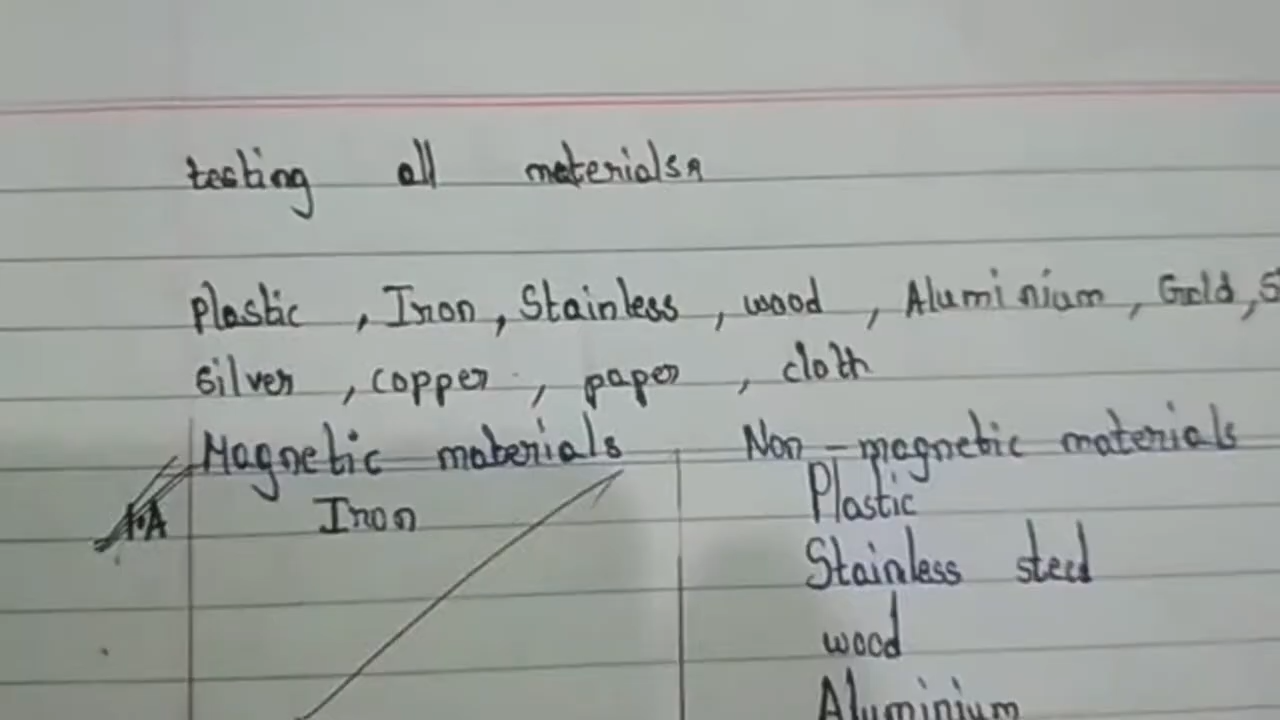 testing all materials
Plastic , Iron , Stainless , wood , Aluminium , Gold , S
silver , copper , paper , cloth
Magnetic materials Non - magnetic materials
Iron Plastic
Stainless steel
wood
Aluminium